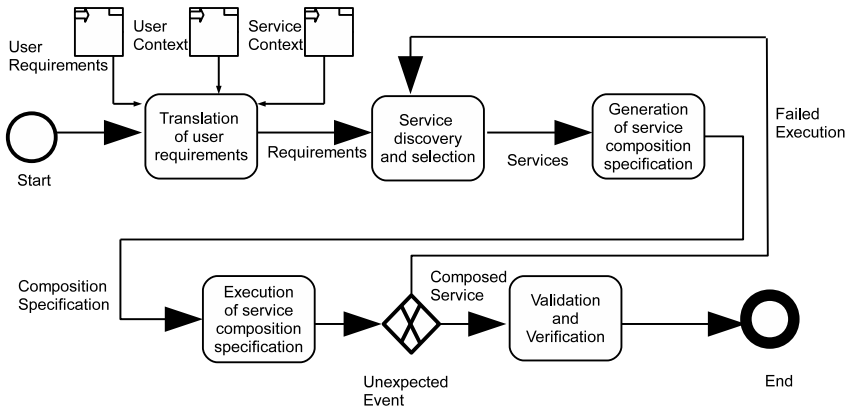 User
Requirements
User
Context
Service
Context
Start
Translation
of user
requirements
Requirements
Service
discovery
and selection
Services
Generation
of service
composition
specification
Failed
Execution
Composition
Specification
Execution
of service
composition
specification
Unexpected
Event
Composed
Service
Validation
and
Verification
End